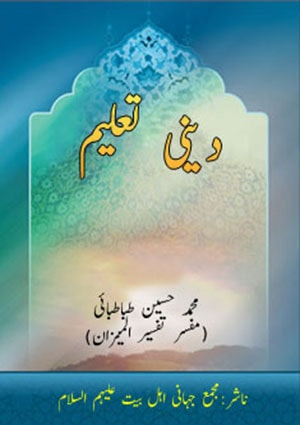 دینی تعلیم
محمد حسین طباطبائی
(مفسر تفسیر المیزان)
ناشر: مجمع جہانی اہل بیت علیہم السلام